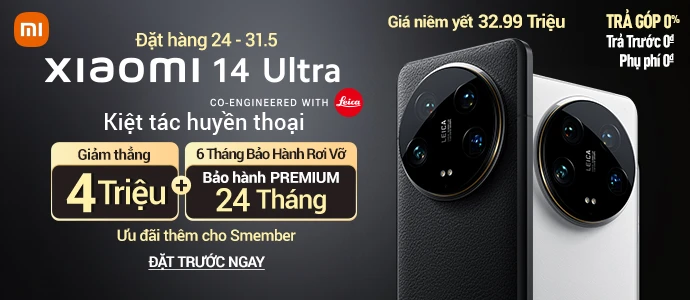 mi
Đặt hàng 24 - 31.5
xiaomi 14 Ultra
CO-ENGINEERED WITH Leica
Kiệt tác huyền thoại
Giảm thẳng
4 Triệu
+
6 Tháng Bảo Hành Rơi Vỡ
Bảo hành PREMIUM
24 Tháng
Ưu đãi thêm cho Smember
ĐẶT TRƯỚC NGAY
Giá niêm yết 32.99 Triệu
TRẢ GÓP 0%
Trả Trước 0đ
Phụ phí 0đ
LEICA
LEICA